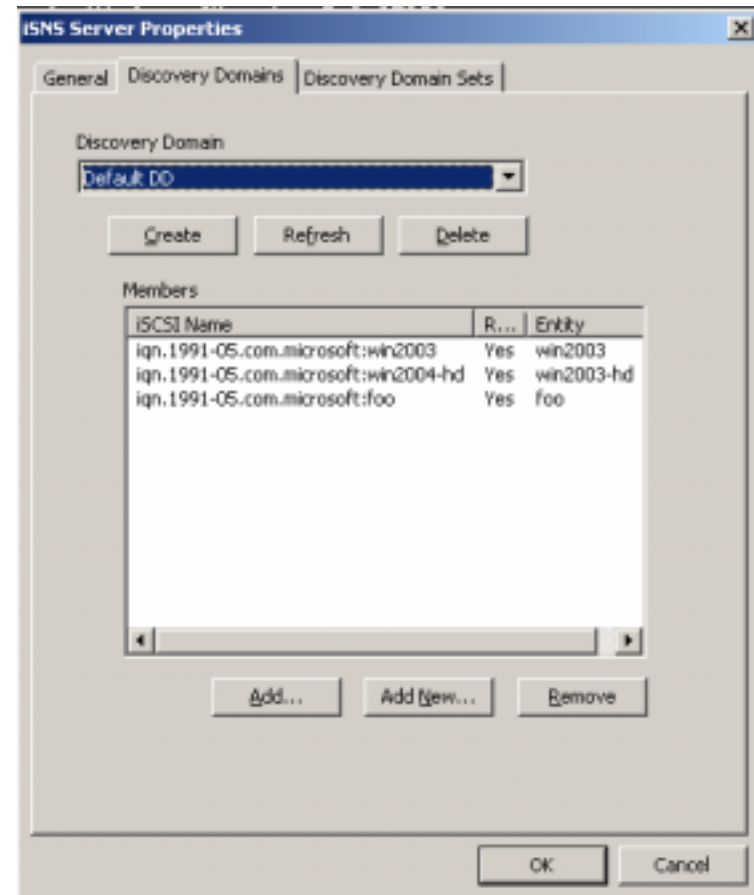 iSNS Server Properties
General Discovery Domains Discovery Domain Sets
Discovery Domain
Default DD
Create Refresh Delete
Members
iSCSI Name R... Entity
iqn.1991-05.com.microsoft:win2003 Yes win2003
iqn.1991-05.com.microsoft:win2004-hd Yes win2003-hd
iqn.1991-05.com.microsoft:foo Yes foo
Add... Add New... Remove
OK Cancel